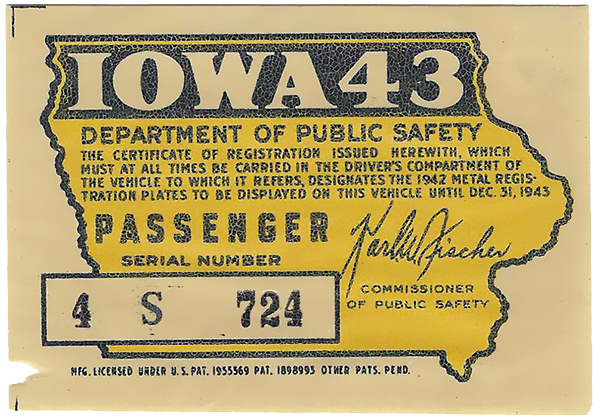 IOWA 43
DEPARTMENT OF PUBLIC SAFETY
THE CERTIFICATE OF REGISTRATION ISSUED HEREWITH, WHICH
MUST AT ALL TIMES BE CARRIED IN THE DRIVER'S COMPARTMENT OF
THE VEHICLE TO WHICH IT REFERS, DESIGNATES THE 1942 METAL REGIS-
TRATION PLATES TO BE DISPLAYED ON THIS VEHICLE UNTIL DEC. 31, 1943
PASSENGER
SERIAL NUMBER
Karl W Fischer
COMMISSIONER
OF PUBLIC SAFETY
4 S 724
MFG. LICENSED UNDER U.S. PAT. 1955369 PAT. 1898993 OTHER PATS. PEND.